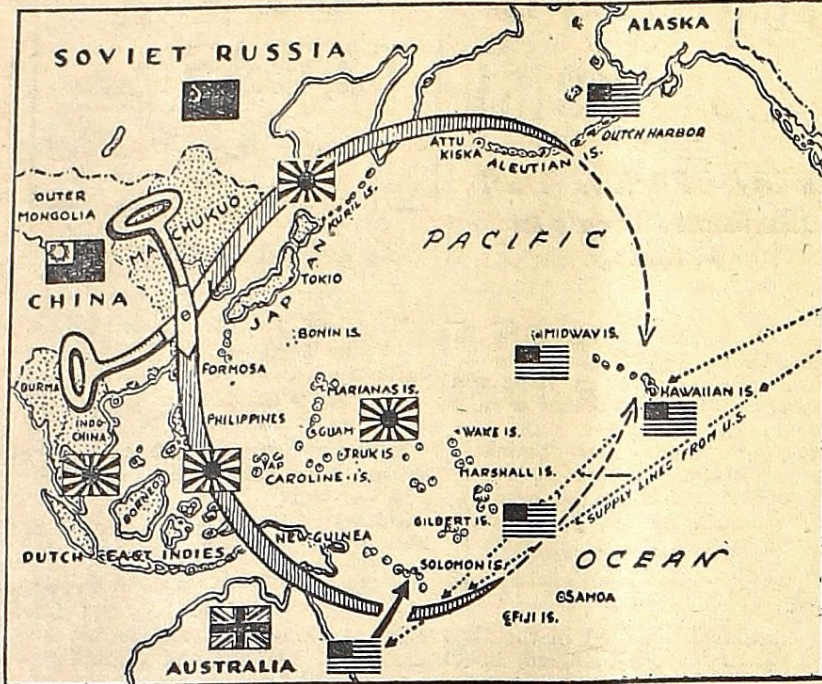 ALASKA
SOVIET RUSSIA
DUTCH HARBOR
ATTU
KISKA
ALEUTIAN IS.
OUTER
MONGOLIA
MANCHUKUO
KURIL IS.
PACIFIC
CHINA
TOKIO
JAPAN
BONIN IS.
MIDWAY IS.
FORMOSA
BURMA
MARIANAS IS.
HAWAIIAN IS.
INDO
CHINA
PHILIPPINES
GUAM
WAKE IS.
YAP
TRUK IS.
MARSHALL IS.
CAROLINE IS.
SUPPLY LINES FROM U.S.
BORNEO
GILBERT IS.
DUTCH EAST INDIES
NEW GUINEA
OCEAN
SOLOMON IS.
SAMOA
FIJI IS.
AUSTRALIA